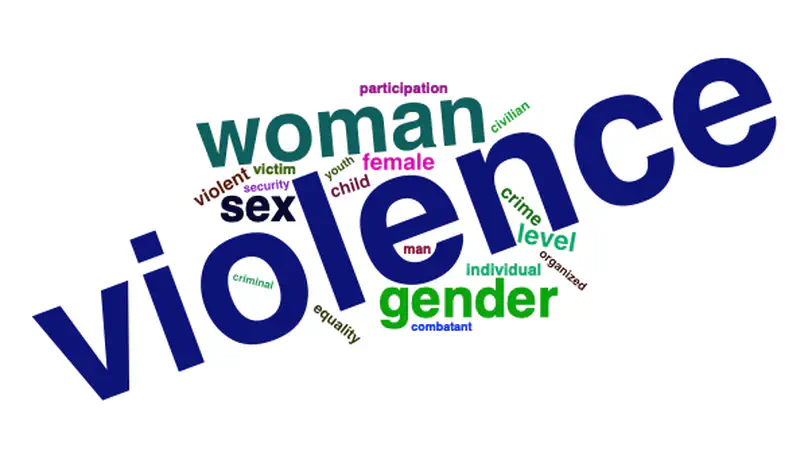 participation
woman
civilian
violence
youth
female
victim
violent
security
child
sex
crime
level
man
organized
individual
criminal
gender
equality
combatant